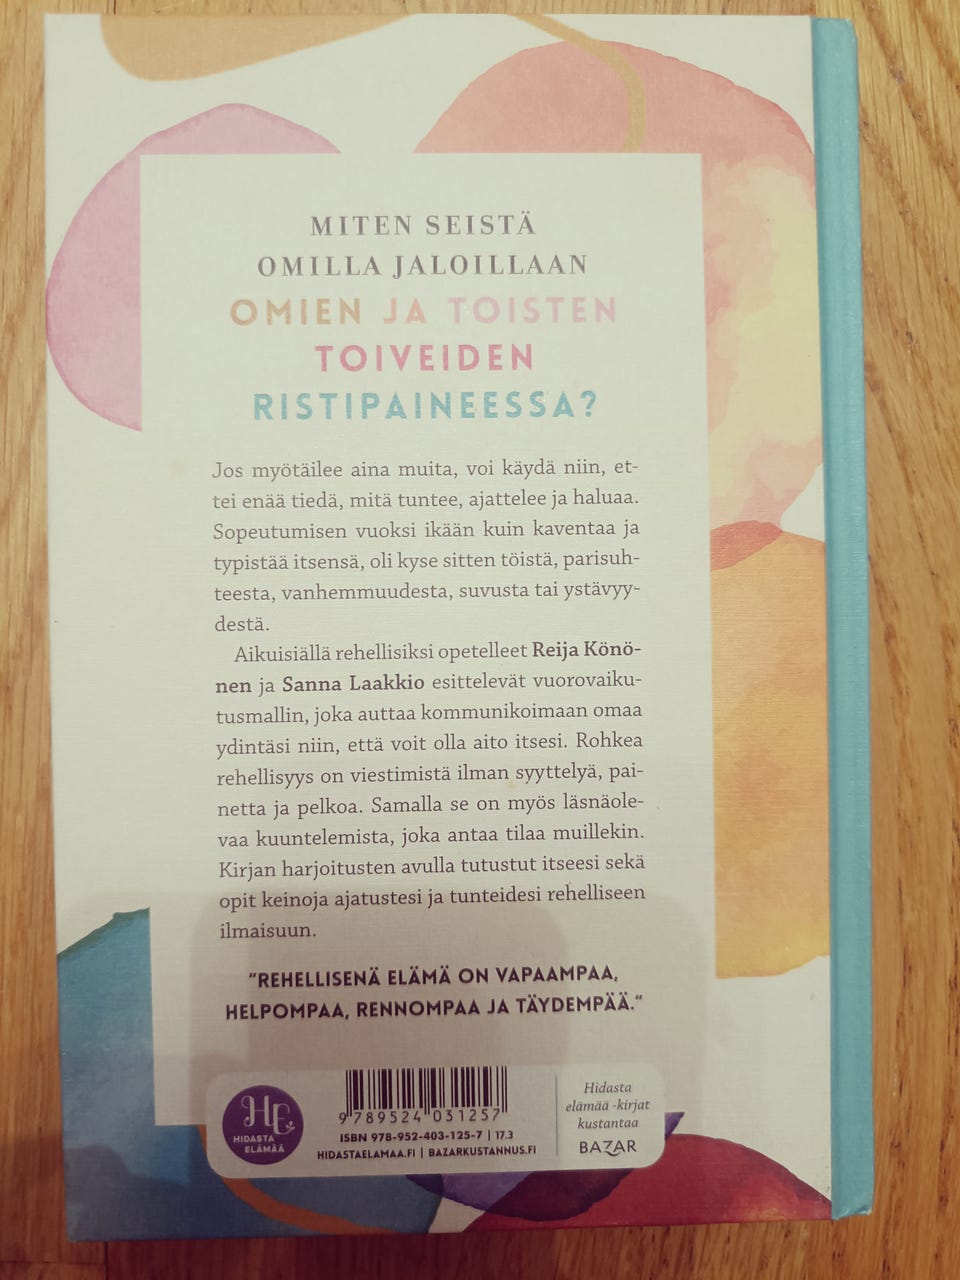 MITEN SEISTÄ
OMILLA JALOILLAAN
OMIEN JA TOISTEN
TOIVEIDEN
RISTIPAINEESSA?
Jos myötäilee aina muita, voi käydä niin, et-
tei enää tiedä, mitä tuntee, ajattelee ja haluaa.
Sopeutumisen vuoksi ikään kuin kaventaa ja
typistää itsensä, oli kyse sitten töistä, parisuh-
teesta, vanhemmuudesta, suvusta tai ystävyy-
destä.
Aikuisiällä rehellisiksi opetelleet Reija Könö-
nen ja Sanna Laakkio esittelevät vuorovaiku-
tusmallin, joka auttaa kommunikoimaan omaa
ydintäsi niin, että voit olla aito itsesi. Rohkea
rehellisyys on viestimistä ilman syyttelyä, pai-
netta ja pelkoa. Samalla se on myös läsnäole-
vaa kuuntelemista, joka antaa tilaa muillekin.
Kirjan harjoitusten avulla tutustut itseesi sekä
opit keinoja ajatustesi ja tunteidesi rehelliseen
ilmaisuun.
"REHELLISENÄ ELÄMÄ ON VAPAAMPAA,
HELPOMPAA, RENNOMPAA JA TÄYDEMPÄÄ."
HE
HIDASTA
ELÄMÄÄ
9 789524 031257
ISBN 978-952-403-125-7 | 17.3
HIDASTAELAMAA.FI | BAZARKUSTANNUS.FI
Hidasta
elämää -kirjat
kustantaa
BAZAR